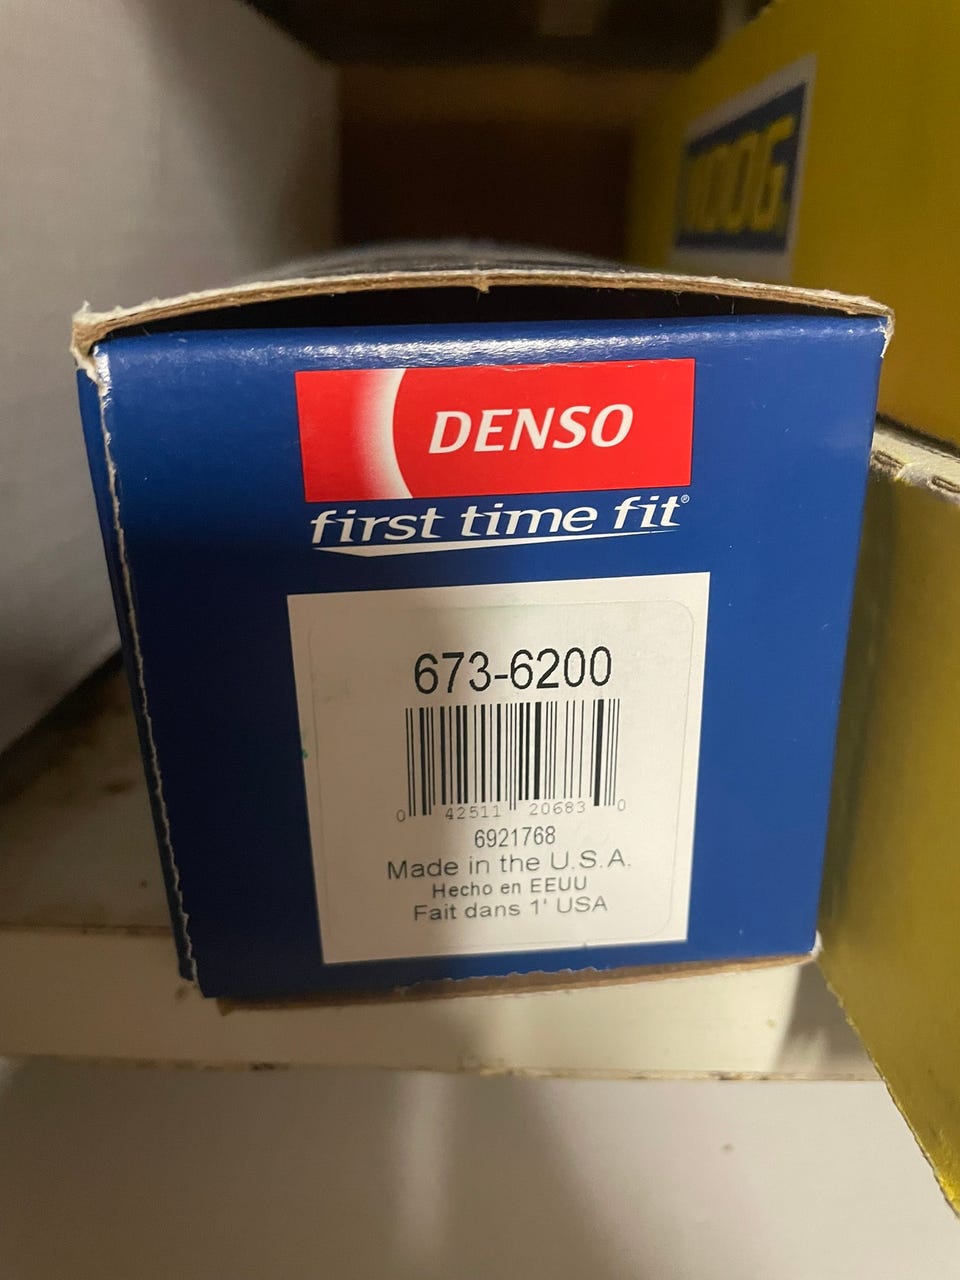 MOOG
DENSO
first time fit®
673-6200
0 42511 20683 0
6921768
Made in the U.S.A.
Hecho en EEUU
Fait dans 1' USA